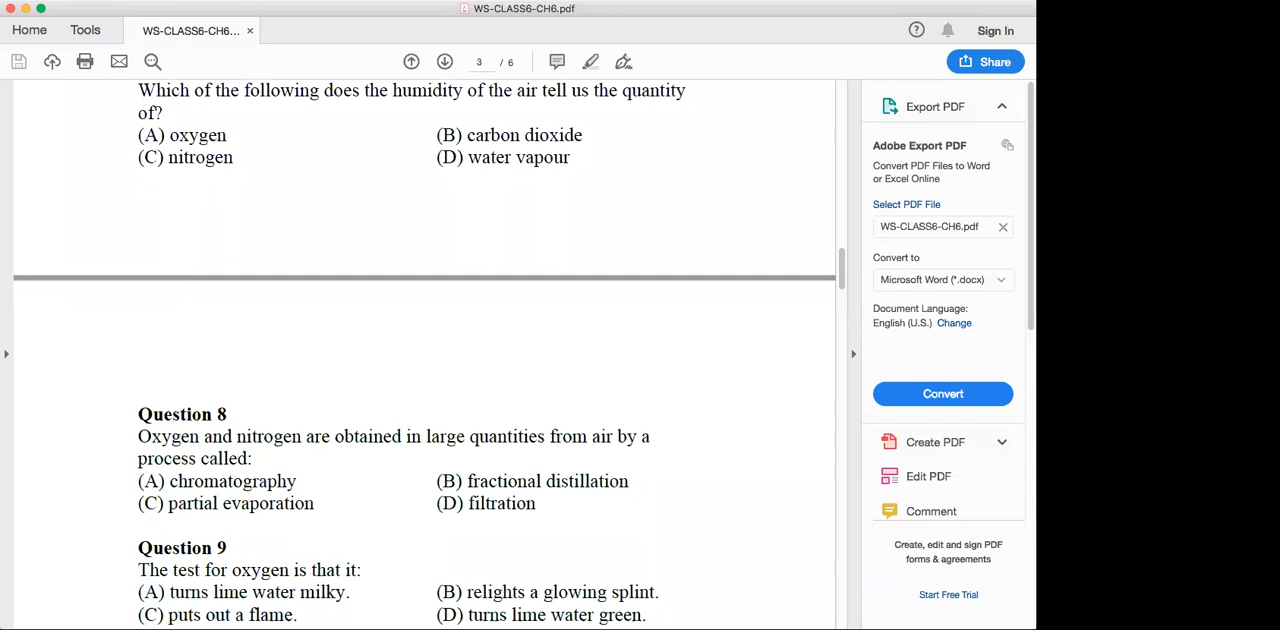 WS-CLASS6-CH6.pdf
Home Tools WS-CLASS6-CH6... × Sign In
3 / 6 Share
Which of the following does the humidity of the air tell us the quantity
of?
(A) oxygen (B) carbon dioxide
(C) nitrogen (D) water vapour
Question 8
Oxygen and nitrogen are obtained in large quantities from air by a
process called:
(A) chromatography (B) fractional distillation
(C) partial evaporation (D) filtration
Question 9
The test for oxygen is that it:
(A) turns lime water milky. (B) relights a glowing splint.
(C) puts out a flame. (D) turns lime water green.
Export PDF
Adobe Export PDF
Convert PDF Files to Word
or Excel Online
Select PDF File
WS-CLASS6-CH6.pdf
Convert to
Microsoft Word (*.docx)
Document Language:
English (U.S.) Change
Convert
Create PDF
Edit PDF
Comment
Create, edit and sign PDF
forms & agreements
Start Free Trial